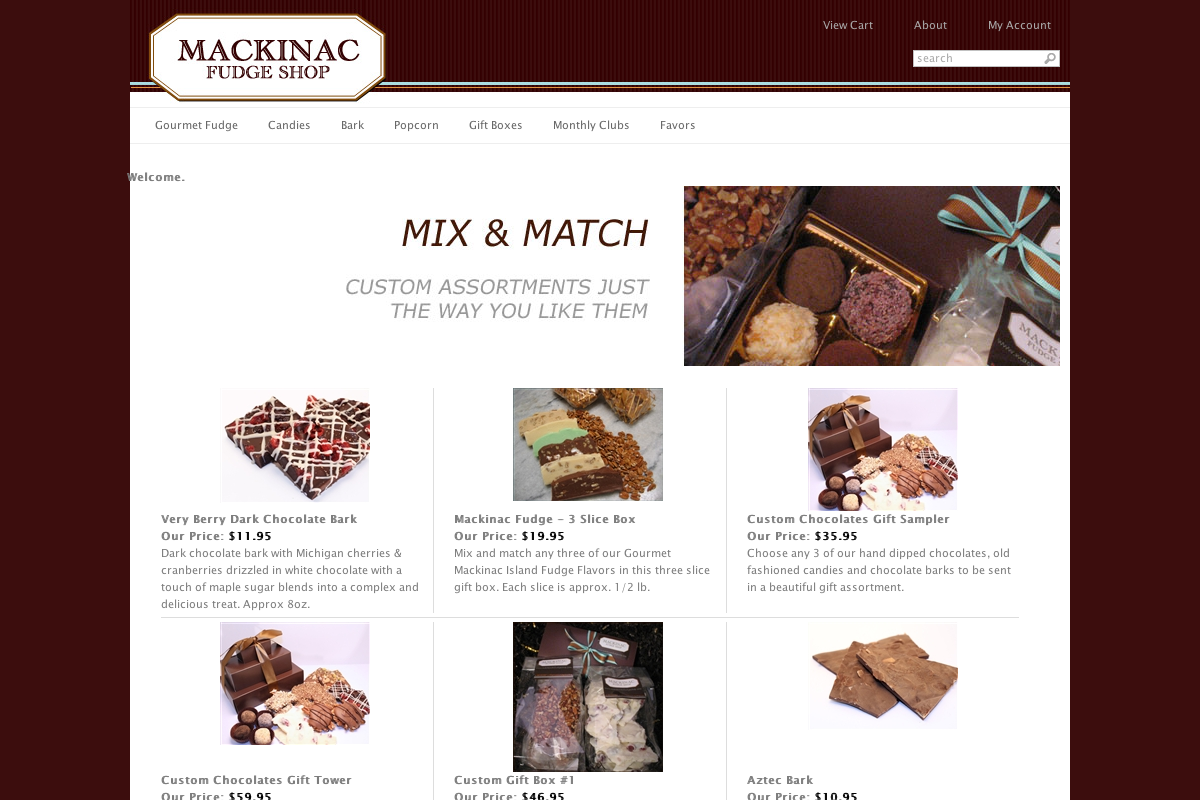 MACKINAC
FUDGE SHOP
View Cart About My Account
search
Gourmet Fudge Candies Bark Popcorn Gift Boxes Monthly Clubs Favors
Welcome.
MIX & MATCH
CUSTOM ASSORTMENTS JUST
THE WAY YOU LIKE THEM
Very Berry Dark Chocolate Bark
Our Price: $11.95
Dark chocolate bark with Michigan cherries &
cranberries drizzled in white chocolate with a
touch of maple sugar blends into a complex and
delicious treat. Approx 8oz.
Mackinac Fudge - 3 Slice Box
Our Price: $19.95
Mix and match any three of our Gourmet
Mackinac Island Fudge Flavors in this three slice
gift box. Each slice is approx. 1/2 lb.
Custom Chocolates Gift Sampler
Our Price: $35.95
Choose any 3 of our hand dipped chocolates, old
fashioned candies and chocolate barks to be sent
in a beautiful gift assortment.
Custom Chocolates Gift Tower
Our Price: $59.95
Custom Gift Box #1
Our Price: $46.95
Aztec Bark
Our Price: $10.95